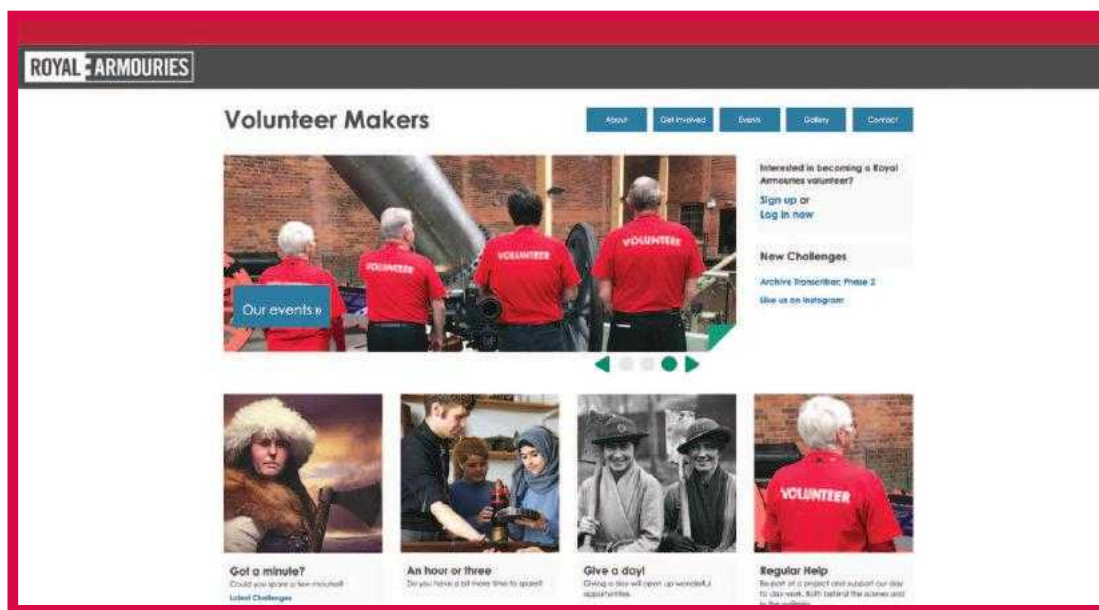 ROYAL ARMOURIES
Volunteer Makers
About
Get Involved
Events
Gallery
Contact
VOLUNTEER
VOLUNTEER
VOLUNTEER
VOLUNTEER
Our events »
Interested in becoming a Royal
Armouries volunteer?
Sign up or
Log in now
New Challenges
Archive Transcriber: Phase 2
Like us on Instagram
VOLUNTEER
Got a minute?
Could you spare a few minutes?
Latest Challenges
An hour or three
Do you have a bit more time to spare?
Give a day!
Giving a day will open up wonderful
opportunities.
Regular Help
Be part of a project and support our day
to day work. Both behind the scenes and
in the